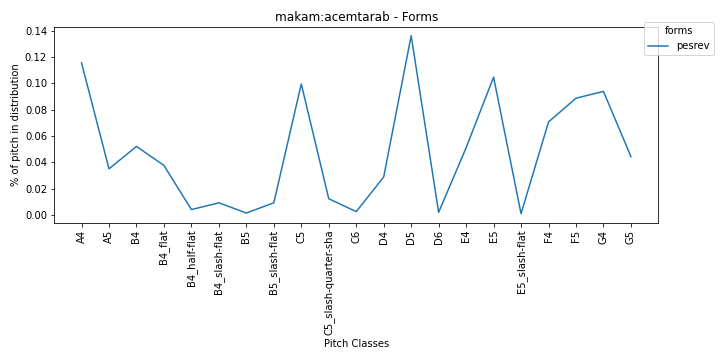 makam:acemtarab - Forms
forms
pesrev
% of pitch in distribution
0.14
0.12
0.10
0.08
0.06
0.04
0.02
0.00
A4
A5
B4
B4_flat
B4_half-flat
B4_slash-flat
B5
B5_slash-flat
C5
C5_slash-quarter-sha
C6
D4
D5
D6
E4
E5
E5_slash-flat
F4
F5
G4
G5
Pitch Classes